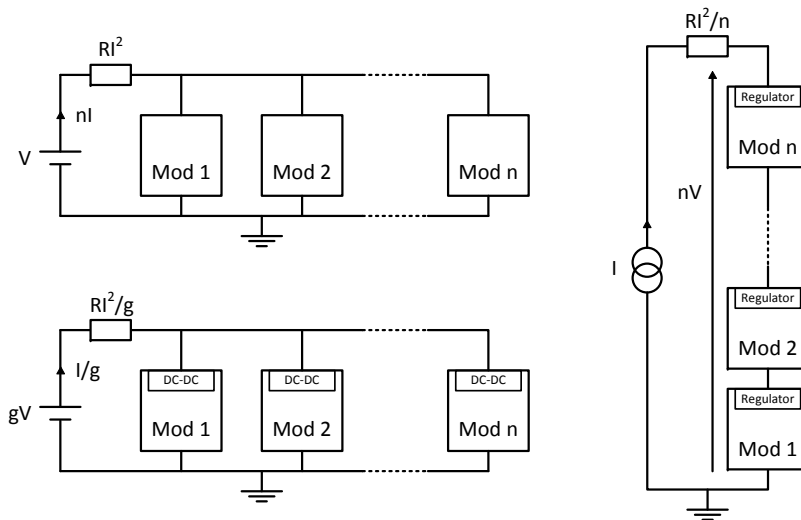 RI²
nI
V
Mod 1
Mod 2
Mod n
RI²/g
I/g
gV
DC-DC
Mod 1
DC-DC
Mod 2
DC-DC
Mod n
RI²/n
Regulator
Mod n
nV
I
Regulator
Mod 2
Regulator
Mod 1